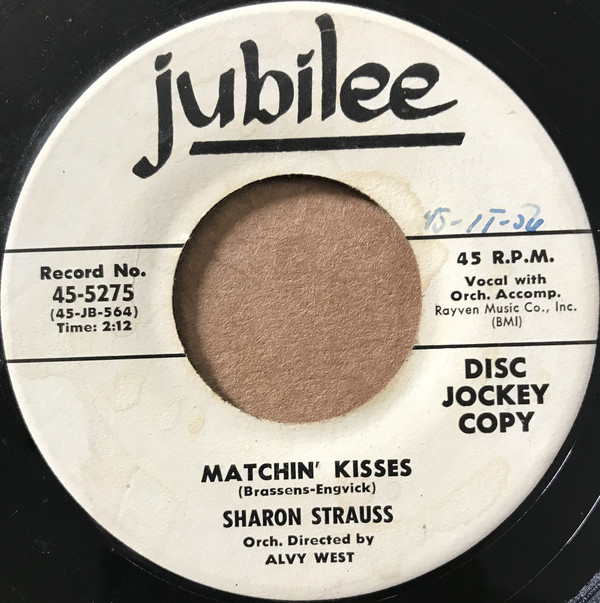 jubilee
Record No.
45-5275
(45-JB-564)
Time: 2:12
45 R.P.M.
Vocal with
Orch. Accomp.
Rayven Music Co., Inc.
(BMI)
DISC
JOCKEY
COPY
MATCHIN' KISSES
(Brassens-Engvick)
SHARON STRAUSS
Orch. Directed by
ALVY WEST